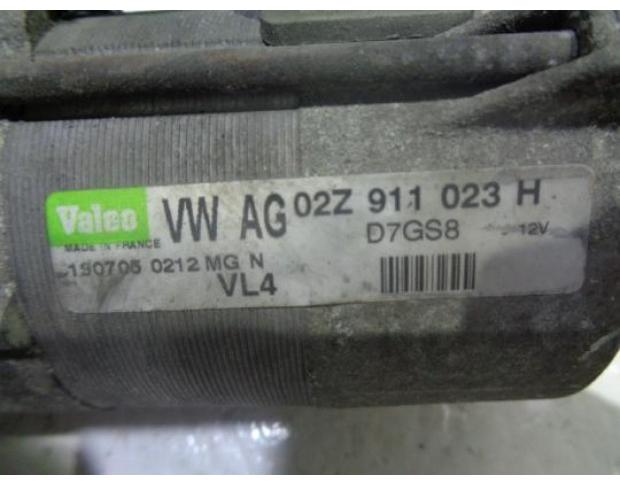 Valeo VW AG 02Z 911 023 H
MADE IN FRANCE D7GS8 12V
190705 0212 MG N
VL4